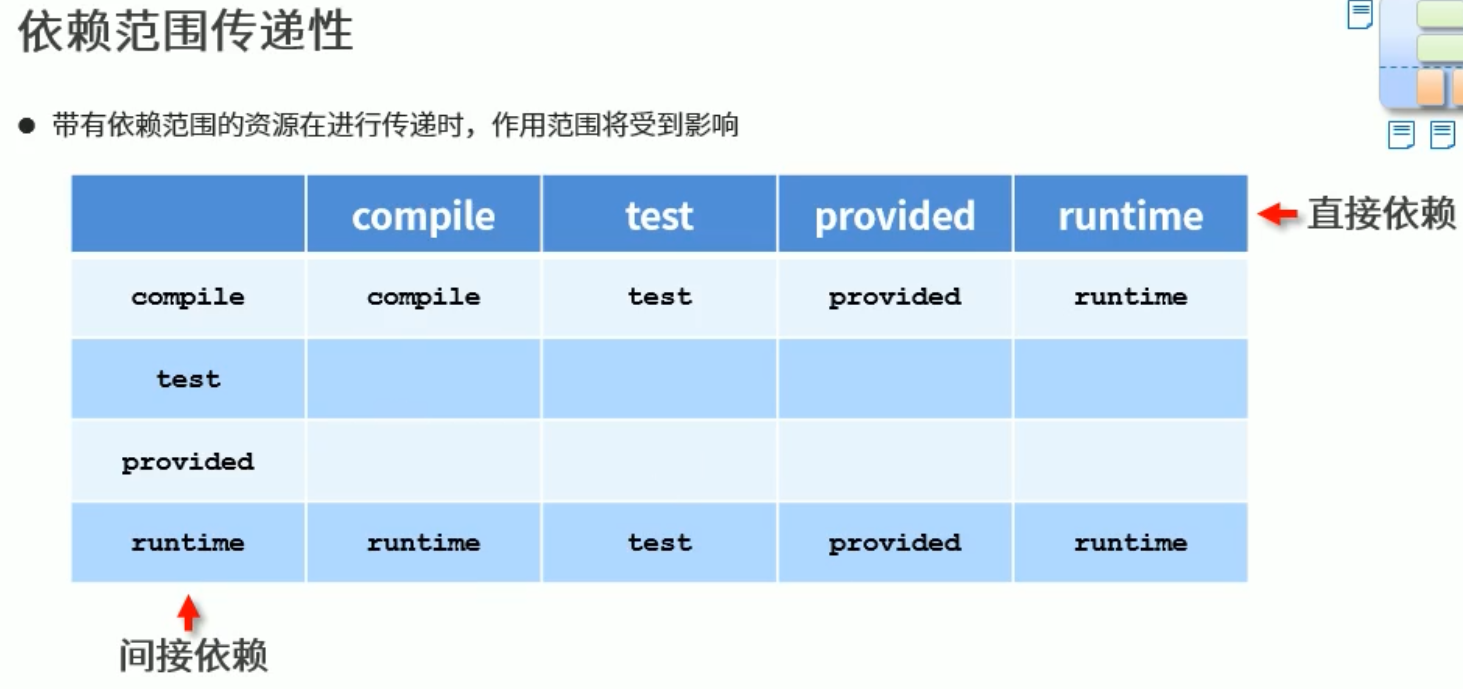 依赖范围传递性
● 带有依赖范围的资源在进行传递时，作用范围将受到影响
compile test provided runtime
直接依赖
compile compile test provided runtime
test
provided
runtime runtime test provided runtime
间接依赖